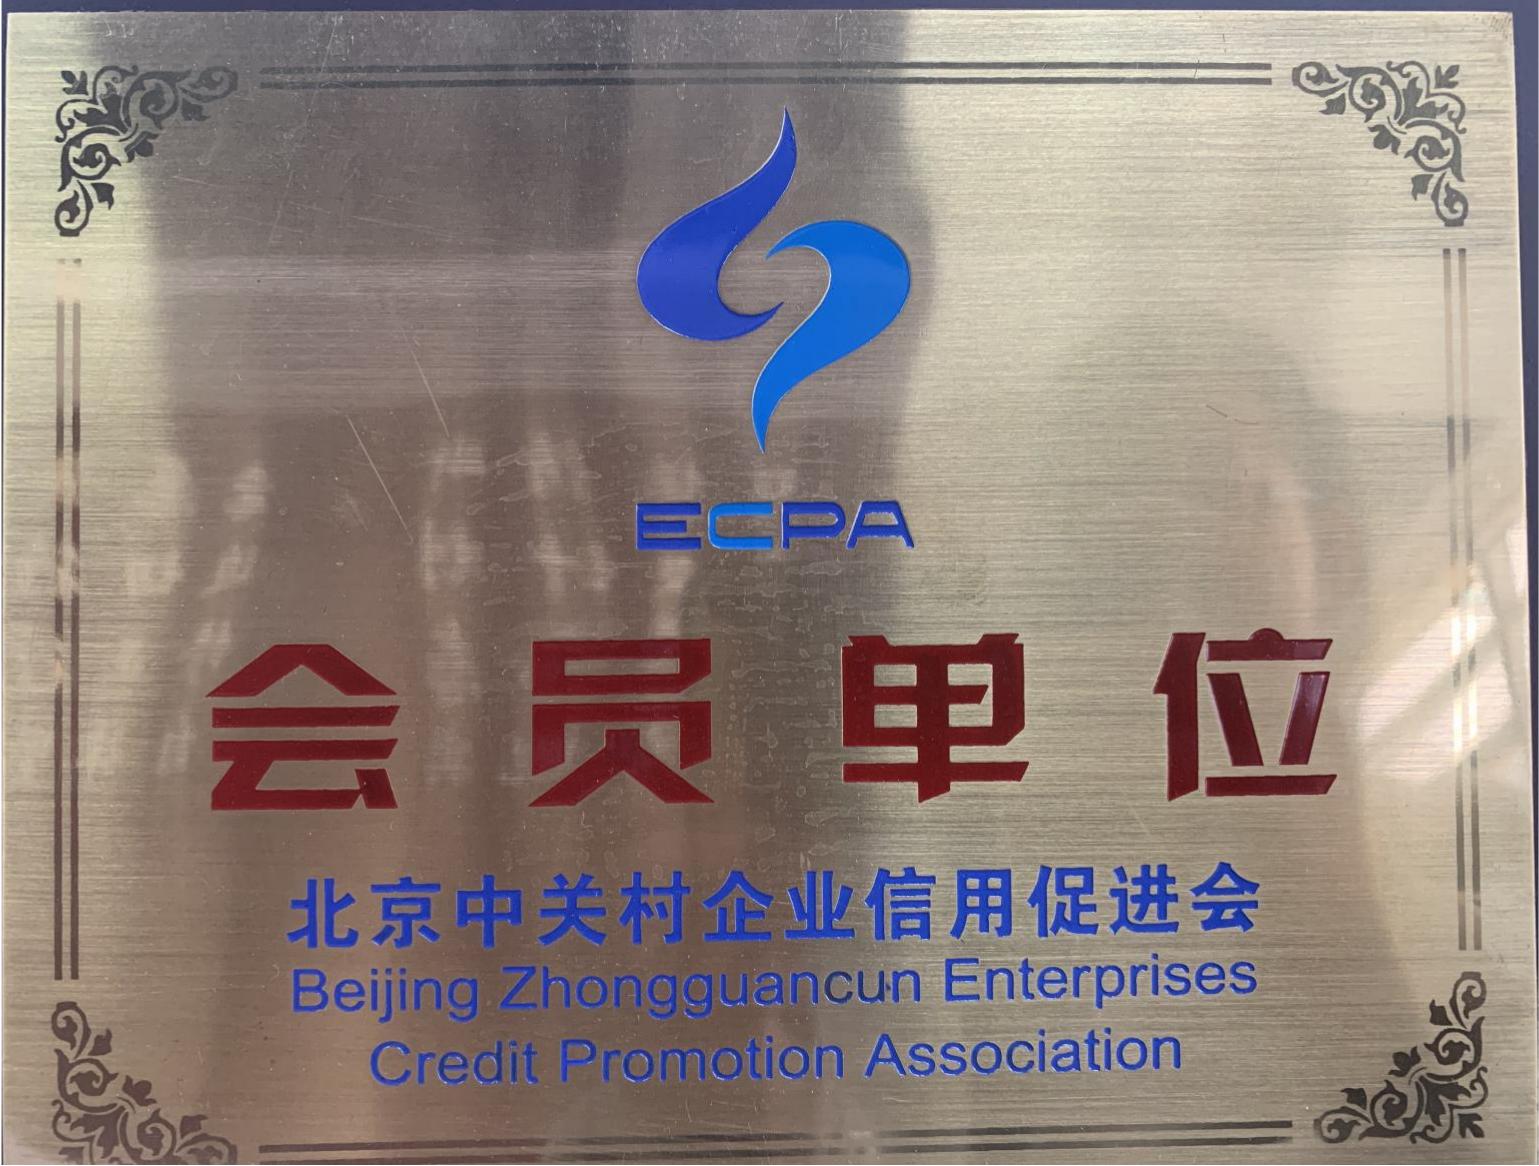 ECPA
会员单位
北京中关村企业信用促进会
Beijing Zhongguancun Enterprises
Credit Promotion Association